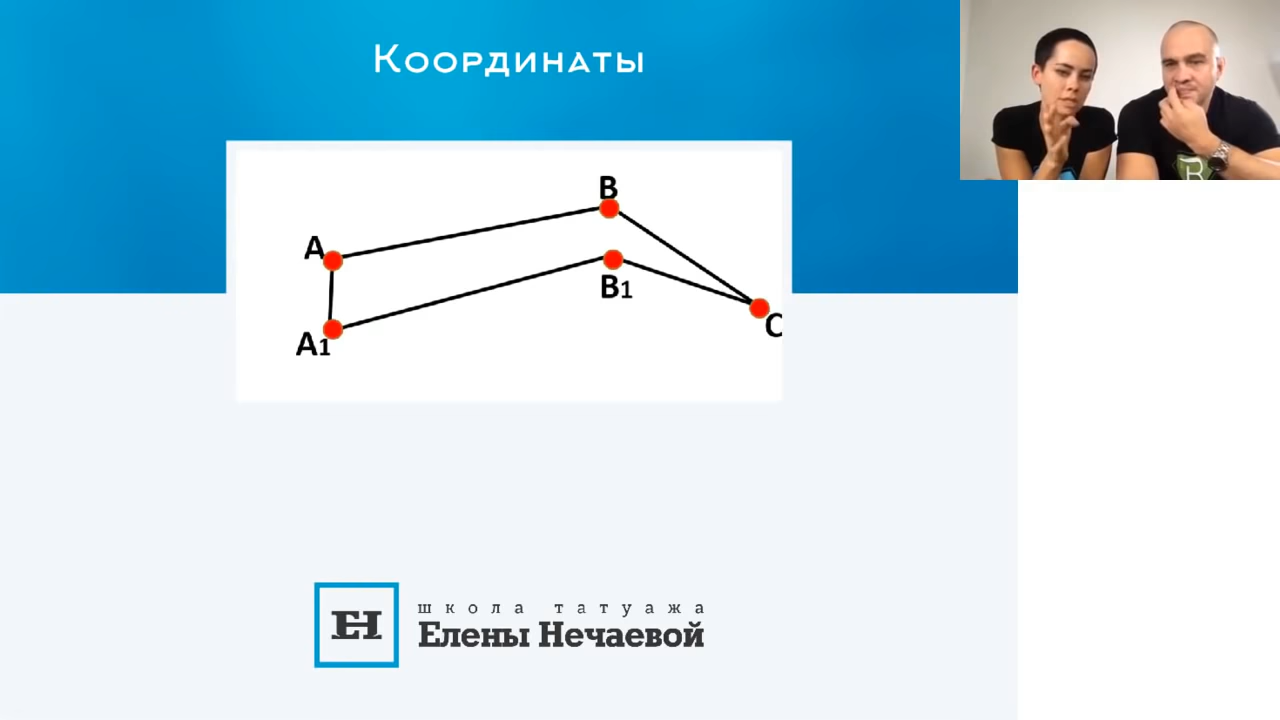 Координаты
B
A
B1
A1
C
ЕН
школа татуажа
Елены Нечаевой